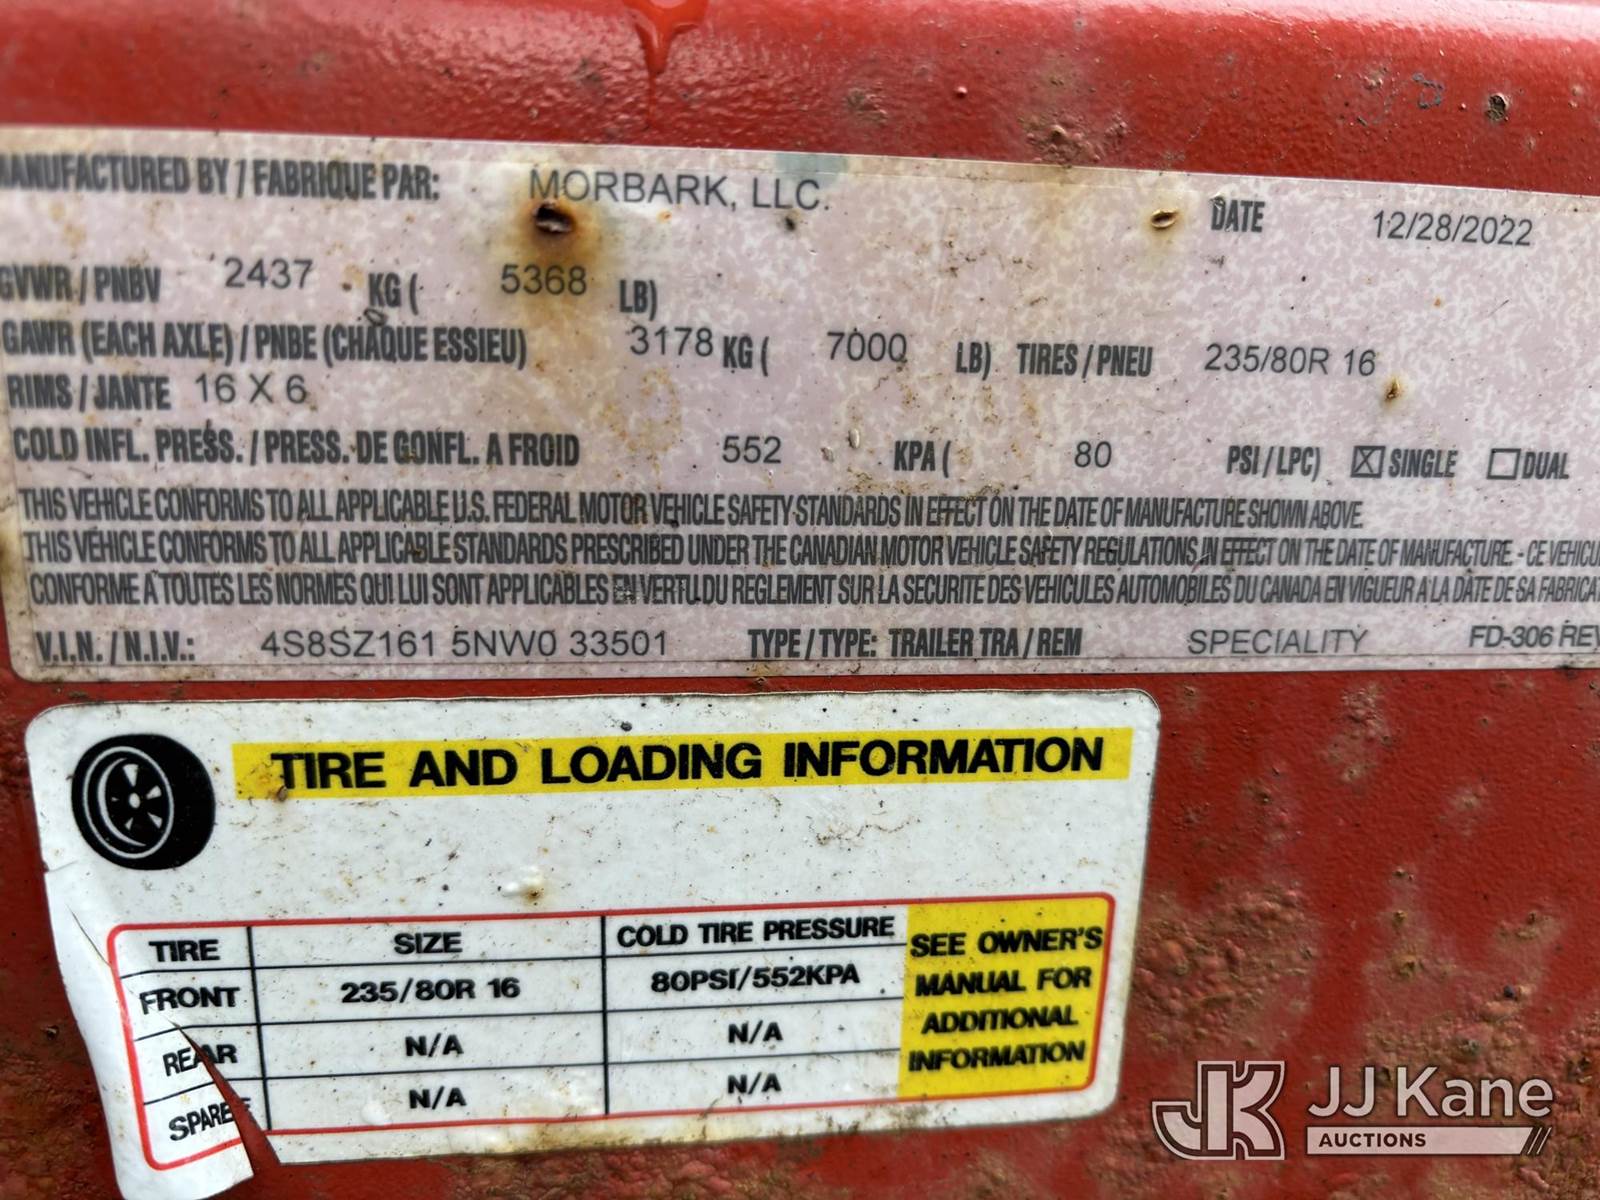 MANUFACTURED BY / FABRIQUE PAR: MORBARK, LLC. DATE 12/28/2022
GVWR / PNBV 2437 KG ( 5368 LB)
GAWR (EACH AXLE) / PNBE (CHAQUE ESSIEU) 3178 KG ( 7000 LB) TIRES / PNEU 235/80R 16
RIMS / JANTE 16 X 6
COLD INFL. PRESS. / PRESS. DE GONFL. A FROID 552 KPA ( 80 PSI / LPC) ☒ SINGLE ☐ DUAL
THIS VEHICLE CONFORMS TO ALL APPLICABLE U.S. FEDERAL MOTOR VEHICLE SAFETY STANDARDS IN EFFECT ON THE DATE OF MANUFACTURE SHOWN ABOVE.
THIS VEHICLE CONFORMS TO ALL APPLICABLE STANDARDS PRESCRIBED UNDER THE CANADIAN MOTOR VEHICLE SAFETY REGULATIONS IN EFFECT ON THE DATE OF MANUFACTURE. - CE VEHICU
CONFORME A TOUTES LES NORMES QUI LUI SONT APPLICABLES EN VERTU DU REGLEMENT SUR LA SECURITE DES VEHICULES AUTOMOBILES DU CANADA EN VIGUEUR A LA DATE DE SA FABRICAT
V.I.N. / N.I.V.: 4S8SZ161 5NW0 33501 TYPE / TYPE: TRAILER TRA / REM SPECIALITY FD-306 REV
TIRE AND LOADING INFORMATION
TIRE SIZE COLD TIRE PRESSURE
FRONT 235/80R 16 80PSI/552KPA
REAR N/A N/A
SPARE N/A N/A
SEE OWNER'S
MANUAL FOR
ADDITIONAL
INFORMATION
JK JJ Kane
AUCTIONS